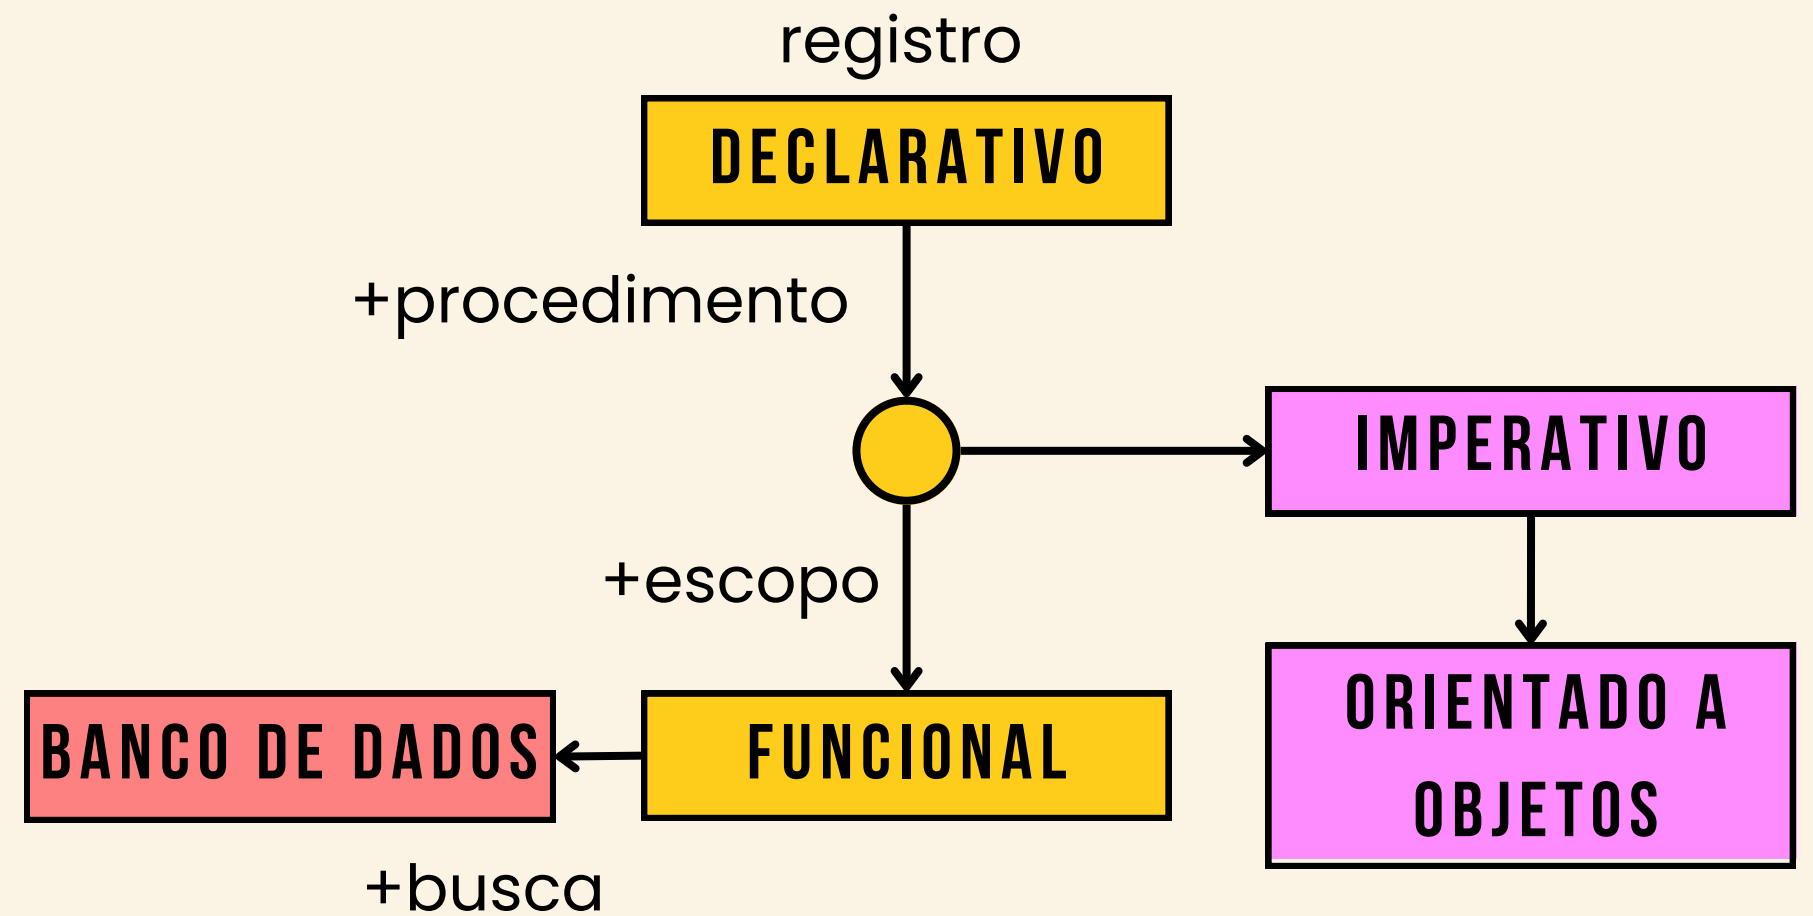 registro
DECLARATIVO
+procedimento
IMPERATIVO
+escopo
ORIENTADO A
OBJETOS
BANCO DE DADOS
FUNCIONAL
+busca